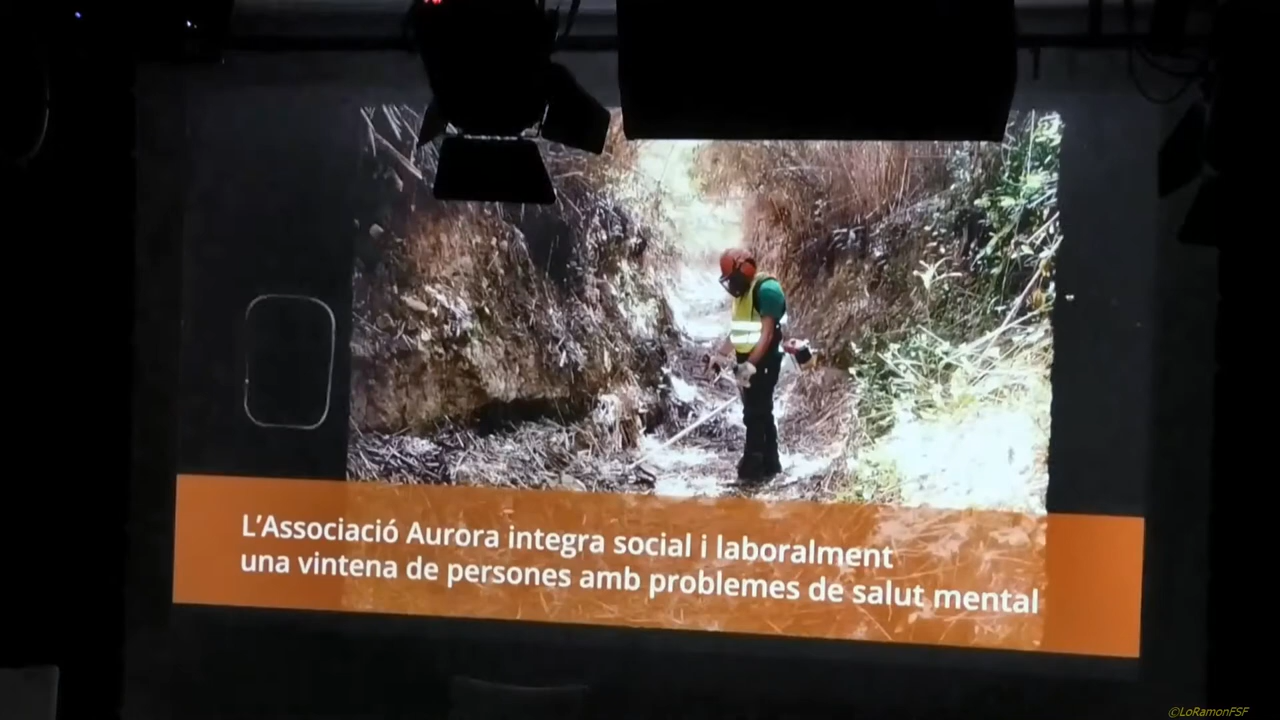 L'Associació Aurora integra social i laboralment
una vintena de persones amb problemes de salut mental
©LoRamonFSF